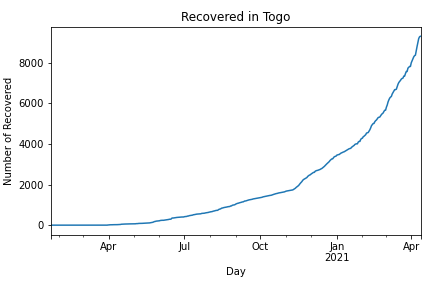 Recovered in Togo
Number of Recovered
8000
6000
4000
2000
0
Apr
Jul
Oct
Jan
2021
Apr
Day